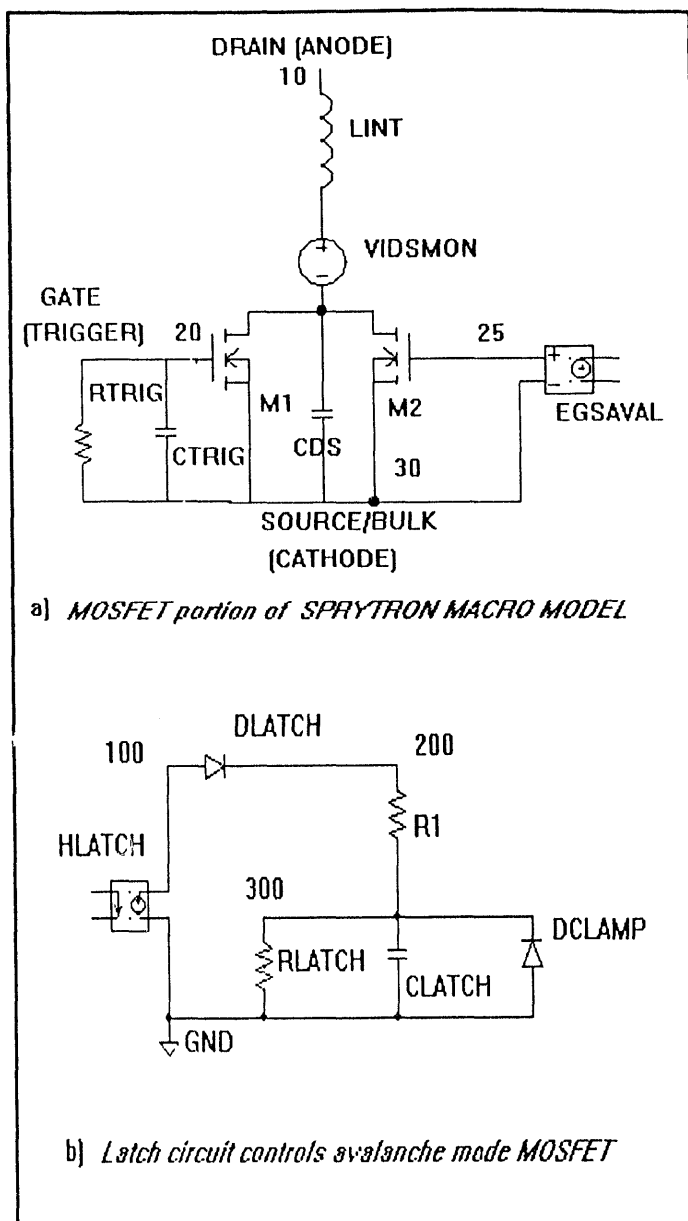 DRAIN (ANODE)
10
LINT
VIDSMON
GATE
(TRIGGER)
20
25
RTRIG
M1
M2
EGSAVAL
CTRIG
CDS
30
SOURCE/BULK
(CATHODE)
a) MOSFET portion of SPRYTRON MACRO MODEL
DLATCH
100
200
R1
HLATCH
300
DCLAMP
RLATCH
CLATCH
GND
b) Latch circuit controls avalanche mode MOSFET